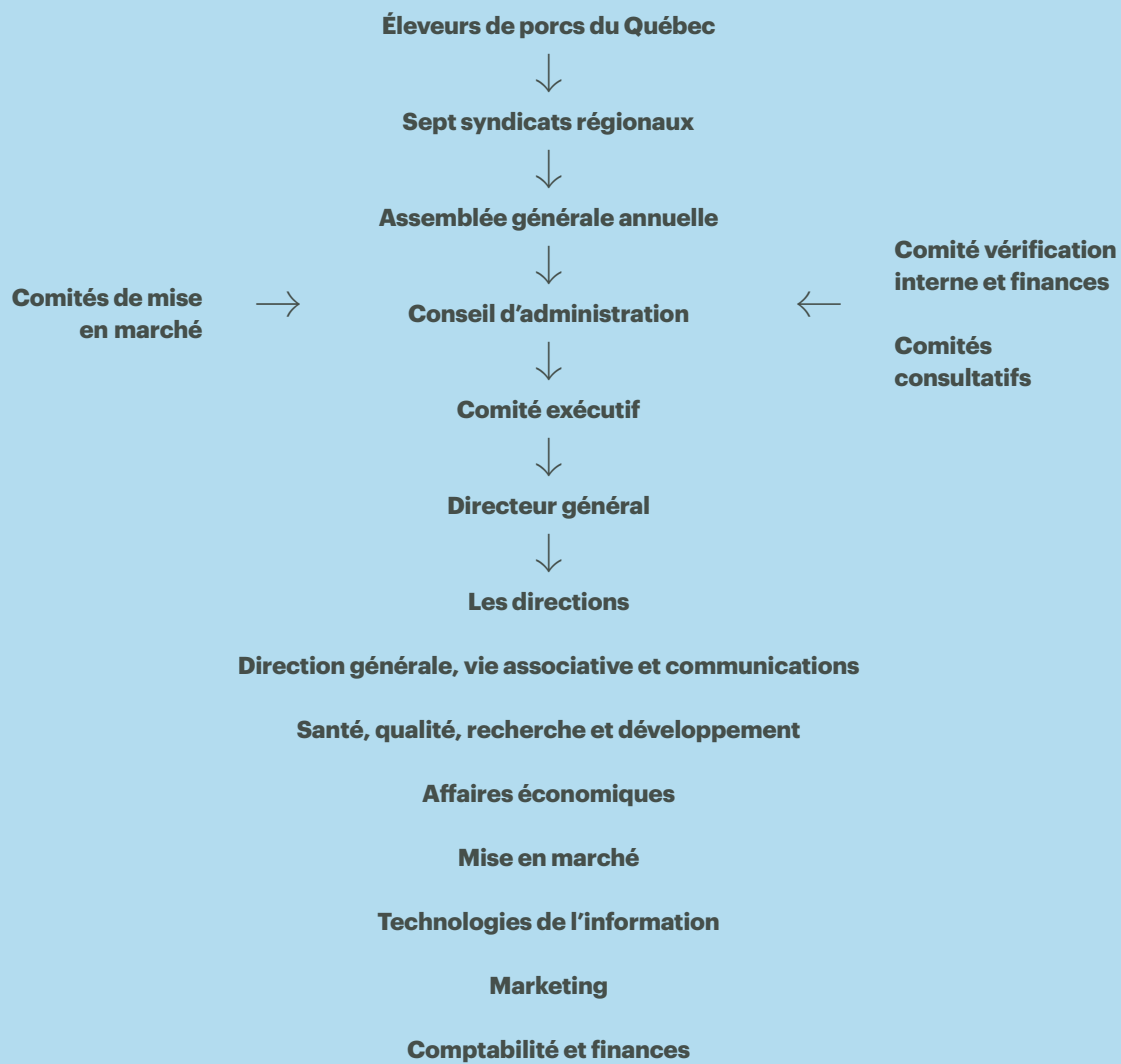 Éleveurs de porcs du Québec
Sept syndicats régionaux
Assemblée générale annuelle
Comités de mise
en marché
Conseil d'administration
Comité vérification
interne et finances
Comités
consultatifs
Comité exécutif
Directeur général
Les directions
Direction générale, vie associative et communications
Santé, qualité, recherche et développement
Affaires économiques
Mise en marché
Technologies de l'information
Marketing
Comptabilité et finances